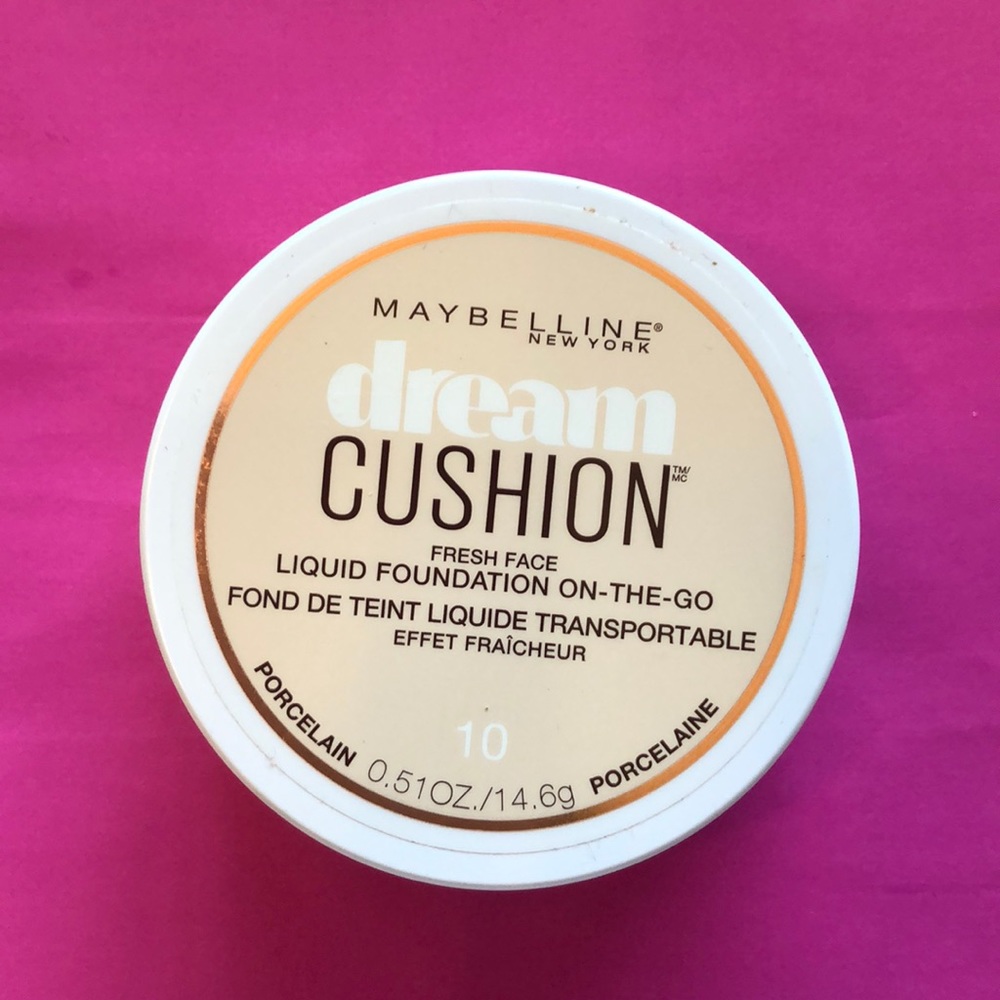 MAYBELLINE®
NEW YORK
dream
CUSHION™/MC
FRESH FACE
LIQUID FOUNDATION ON-THE-GO
FOND DE TEINT LIQUIDE TRANSPORTABLE
EFFET FRAÎCHEUR
10
PORCELAIN 0.51OZ./14.6g PORCELAINE